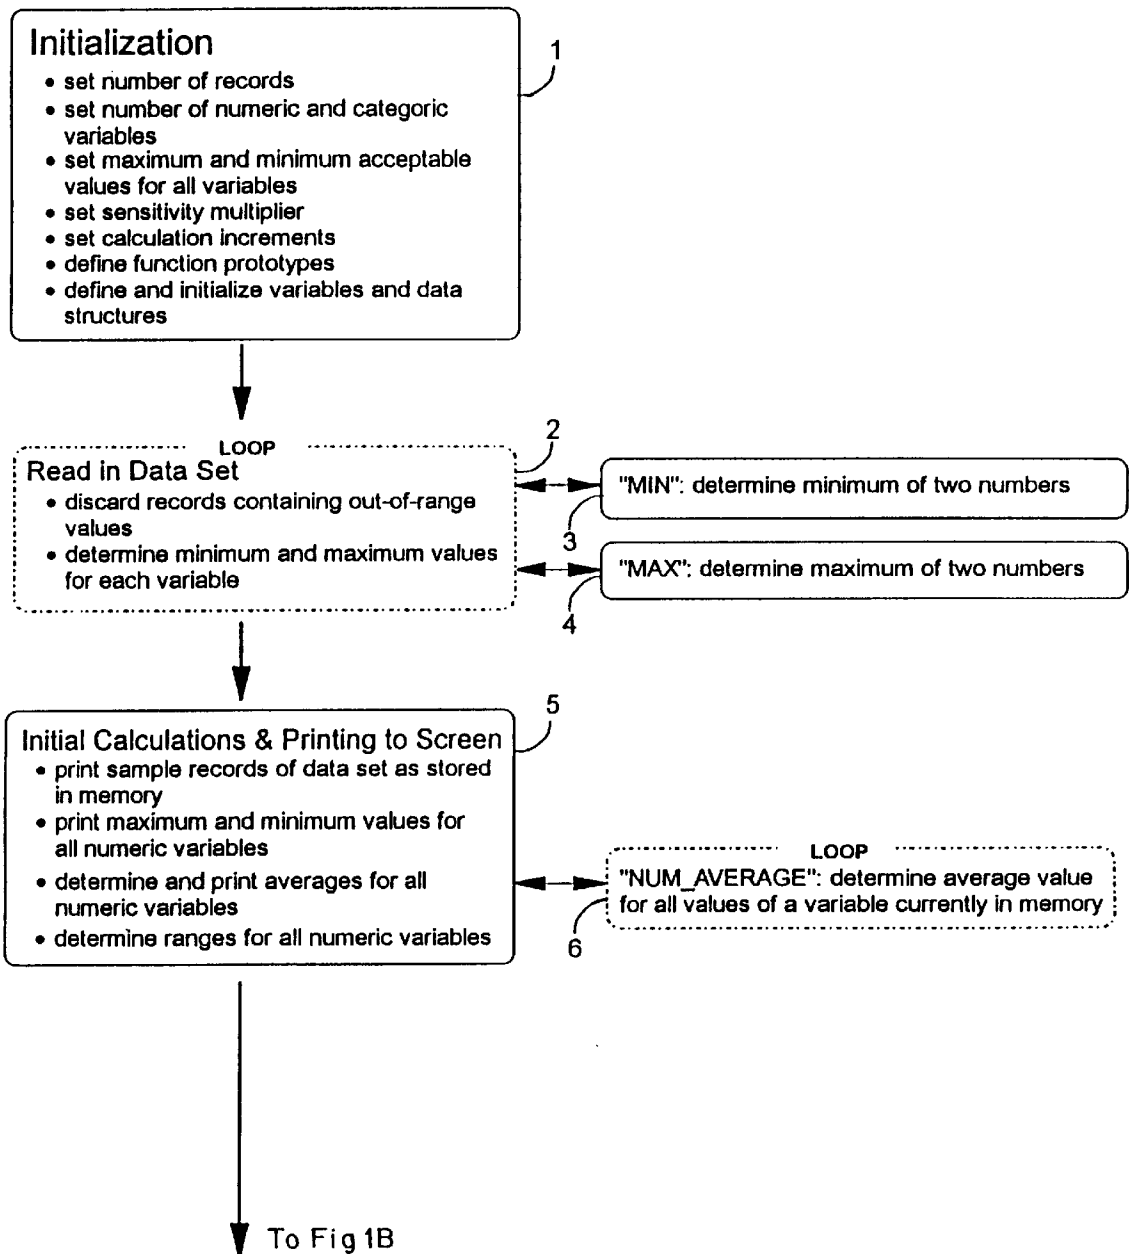 Initialization
1
• set number of records
• set number of numeric and categoric
variables
• set maximum and minimum acceptable
values for all variables
• set sensitivity multiplier
• set calculation increments
• define function prototypes
• define and initialize variables and data
structures
LOOP
2
Read in Data Set
• discard records containing out-of-range
values
• determine minimum and maximum values
for each variable
"MIN": determine minimum of two numbers
3
"MAX": determine maximum of two numbers
4
5
Initial Calculations & Printing to Screen
• print sample records of data set as stored
in memory
• print maximum and minimum values for
all numeric variables
• determine and print averages for all
numeric variables
• determine ranges for all numeric variables
LOOP
"NUM_AVERAGE": determine average value
for all values of a variable currently in memory
6
To Fig 1B